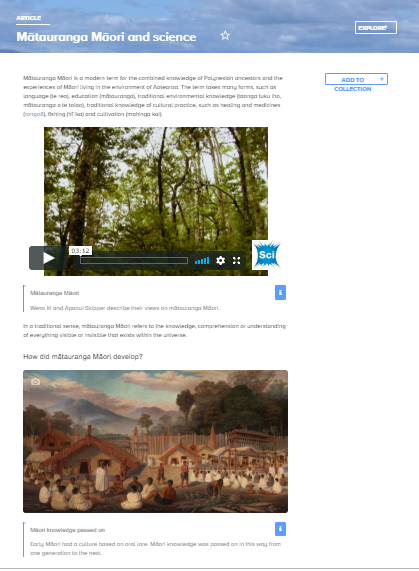 ARTICLE
Mātauranga Māori and science
EXPLORE
Mātauranga Māori is a modern term for the combined knowledge of Polynesian ancestors and the
experiences of Māori living in the environment of Aotearoa. The term takes many forms, such as
language (te reo), education (mātauranga), traditional environmental knowledge (taonga tuku iho,
mātauranga o te taiao), traditional knowledge of cultural practice, such as healing and medicines
(rongoā), fishing (hī ika) and cultivation (mahinga kai).
ADD TO +
COLLECTION
03:12
Sci
Mātauranga Māori
i
Weno Iti and Apanui Skipper describe their views on mātauranga Māori.
In a traditional sense, mātauranga Māori refers to the knowledge, comprehension or understanding
of everything visible or invisible that exists within the universe.
How did mātauranga Māori develop?
Māori knowledge passed on
i
Early Māori had a culture based on oral lore. Māori knowledge was passed on in this way from
one generation to the next.